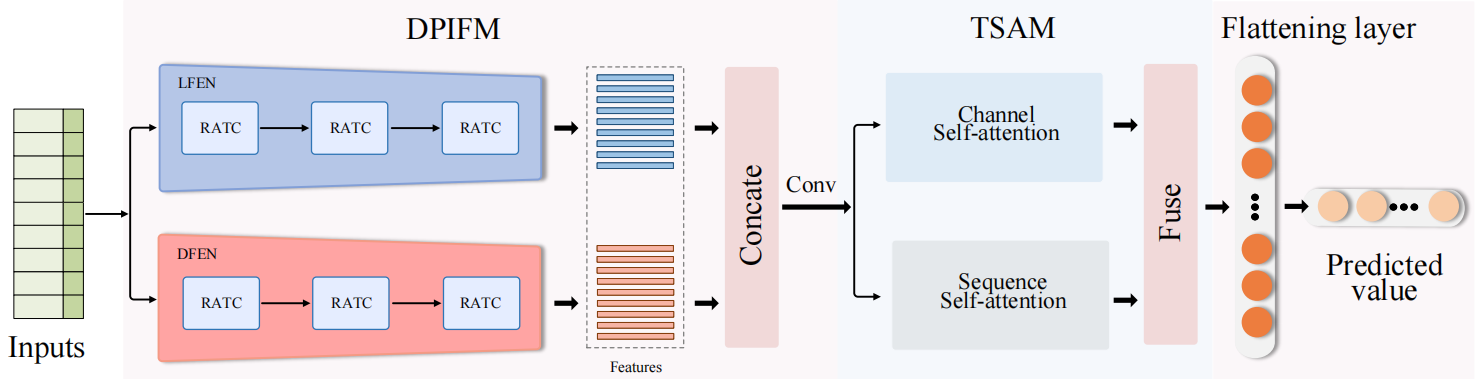 DPIFM
TSAM
Flattening layer
LFEN
RATC
RATC
RATC
DFEN
RATC
RATC
RATC
Inputs
Features
Concate
Conv
Channel
Self-attention
Sequence
Self-attention
Fuse
Predicted
value